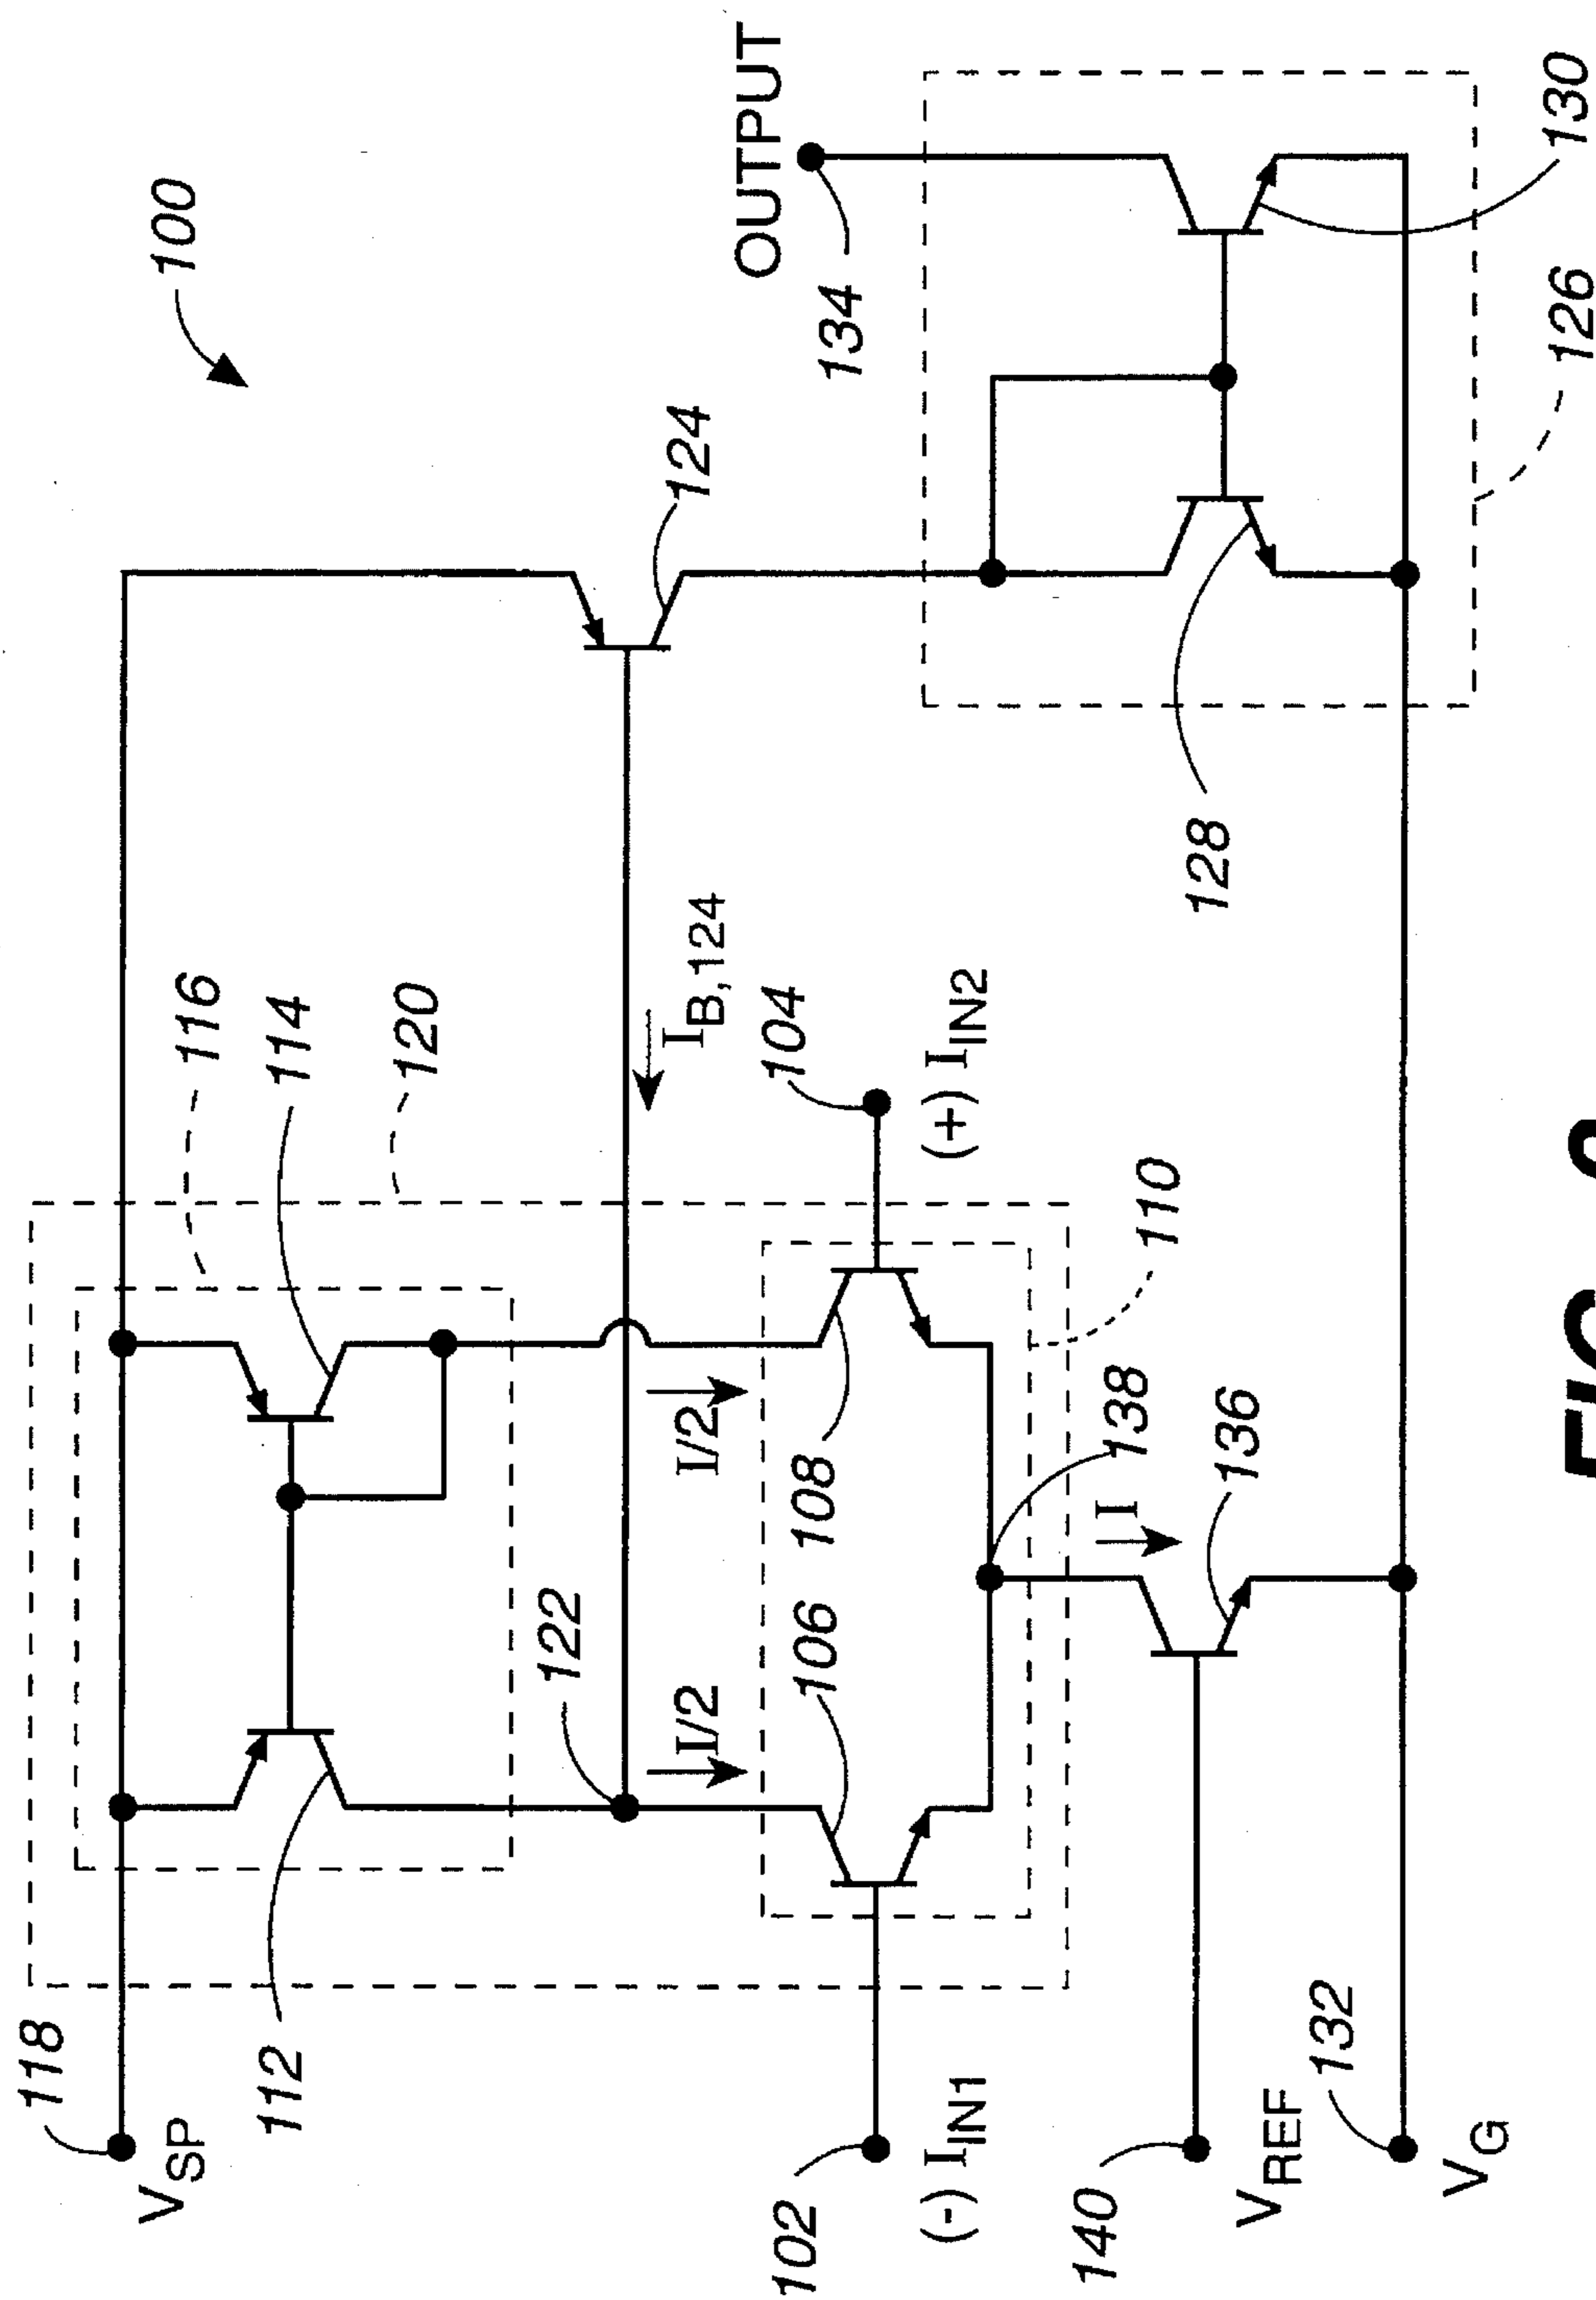 118
100
V_SP
116
112
114
120
122
I/2
I/2
I_B,124
124
OUTPUT
102
106
108
104
134
(-) I_IN1
(+) I_IN2
140
I
138
110
136
128
V_REF
132
V_G
126
130
FIG.